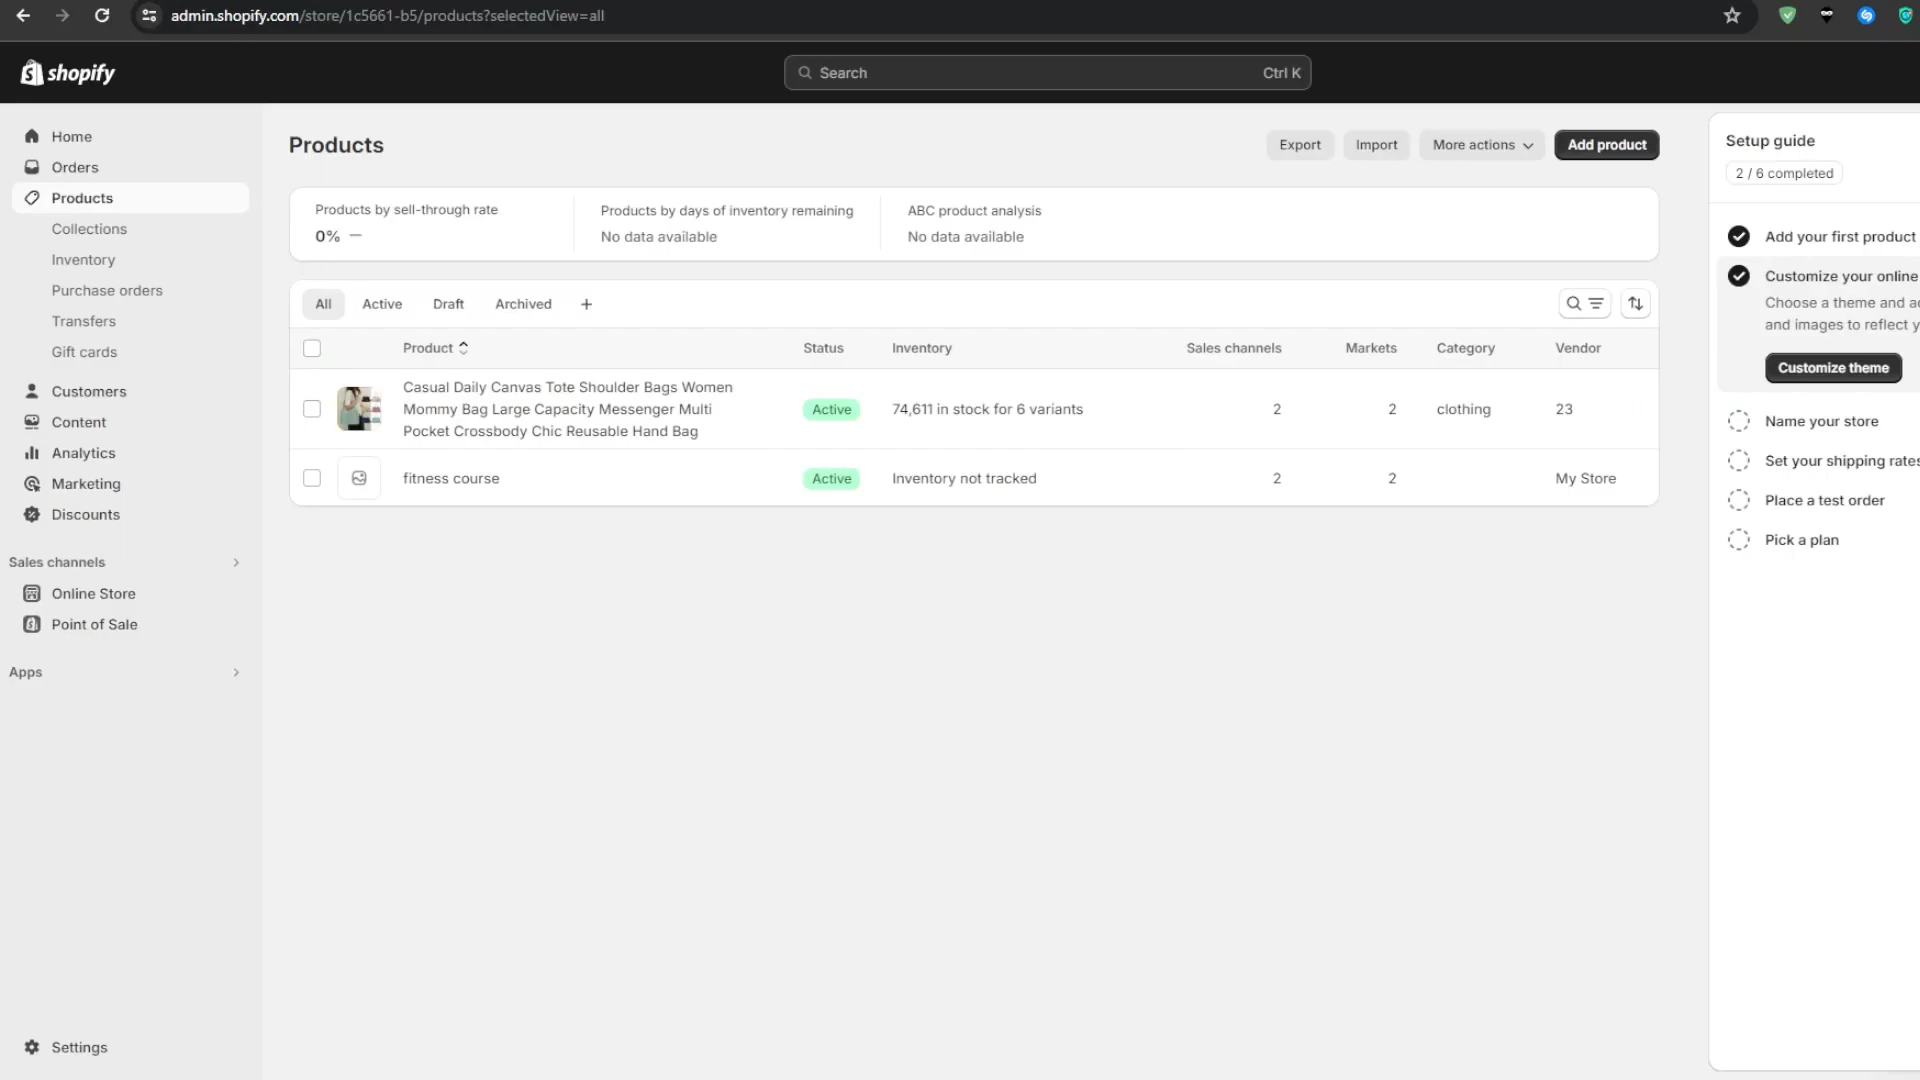 admin.shopify.com/store/1c5661-b5/products?selectedView=all
shopify
Search
Ctrl K
Home
Orders
Products
Collections
Inventory
Purchase orders
Transfers
Gift cards
Customers
Content
Analytics
Marketing
Discounts
Sales channels
Online Store
Point of Sale
Apps
Settings
Products
Export
Import
More actions
Add product
Products by sell-through rate
0% —
Products by days of inventory remaining
No data available
ABC product analysis
No data available
All
Active
Draft
Archived
+
Product
Status
Inventory
Sales channels
Markets
Category
Vendor
Casual Daily Canvas Tote Shoulder Bags Women
Mommy Bag Large Capacity Messenger Multi
Pocket Crossbody Chic Reusable Hand Bag
Active
74,611 in stock for 6 variants
2
2
clothing
23
fitness course
Active
Inventory not tracked
2
2
My Store
Setup guide
2 / 6 completed
Add your first product
Customize your online
Choose a theme and a
and images to reflect y
Customize theme
Name your store
Set your shipping rates
Place a test order
Pick a plan